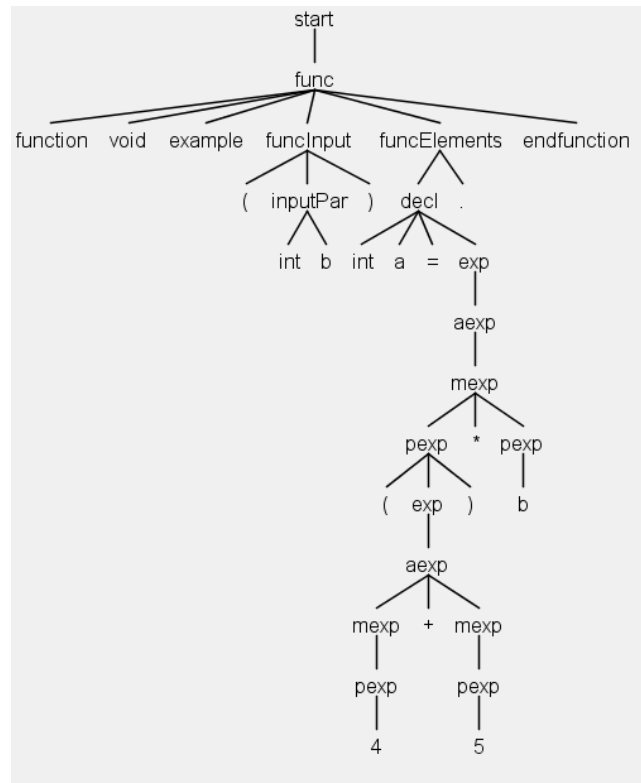 start
func
function void example funcInput funcElements endfunction
( inputPar ) decl .
int b int a = exp
aexp
mexp
pexp * pexp
( exp ) b
aexp
mexp + mexp
pexp pexp
4 5